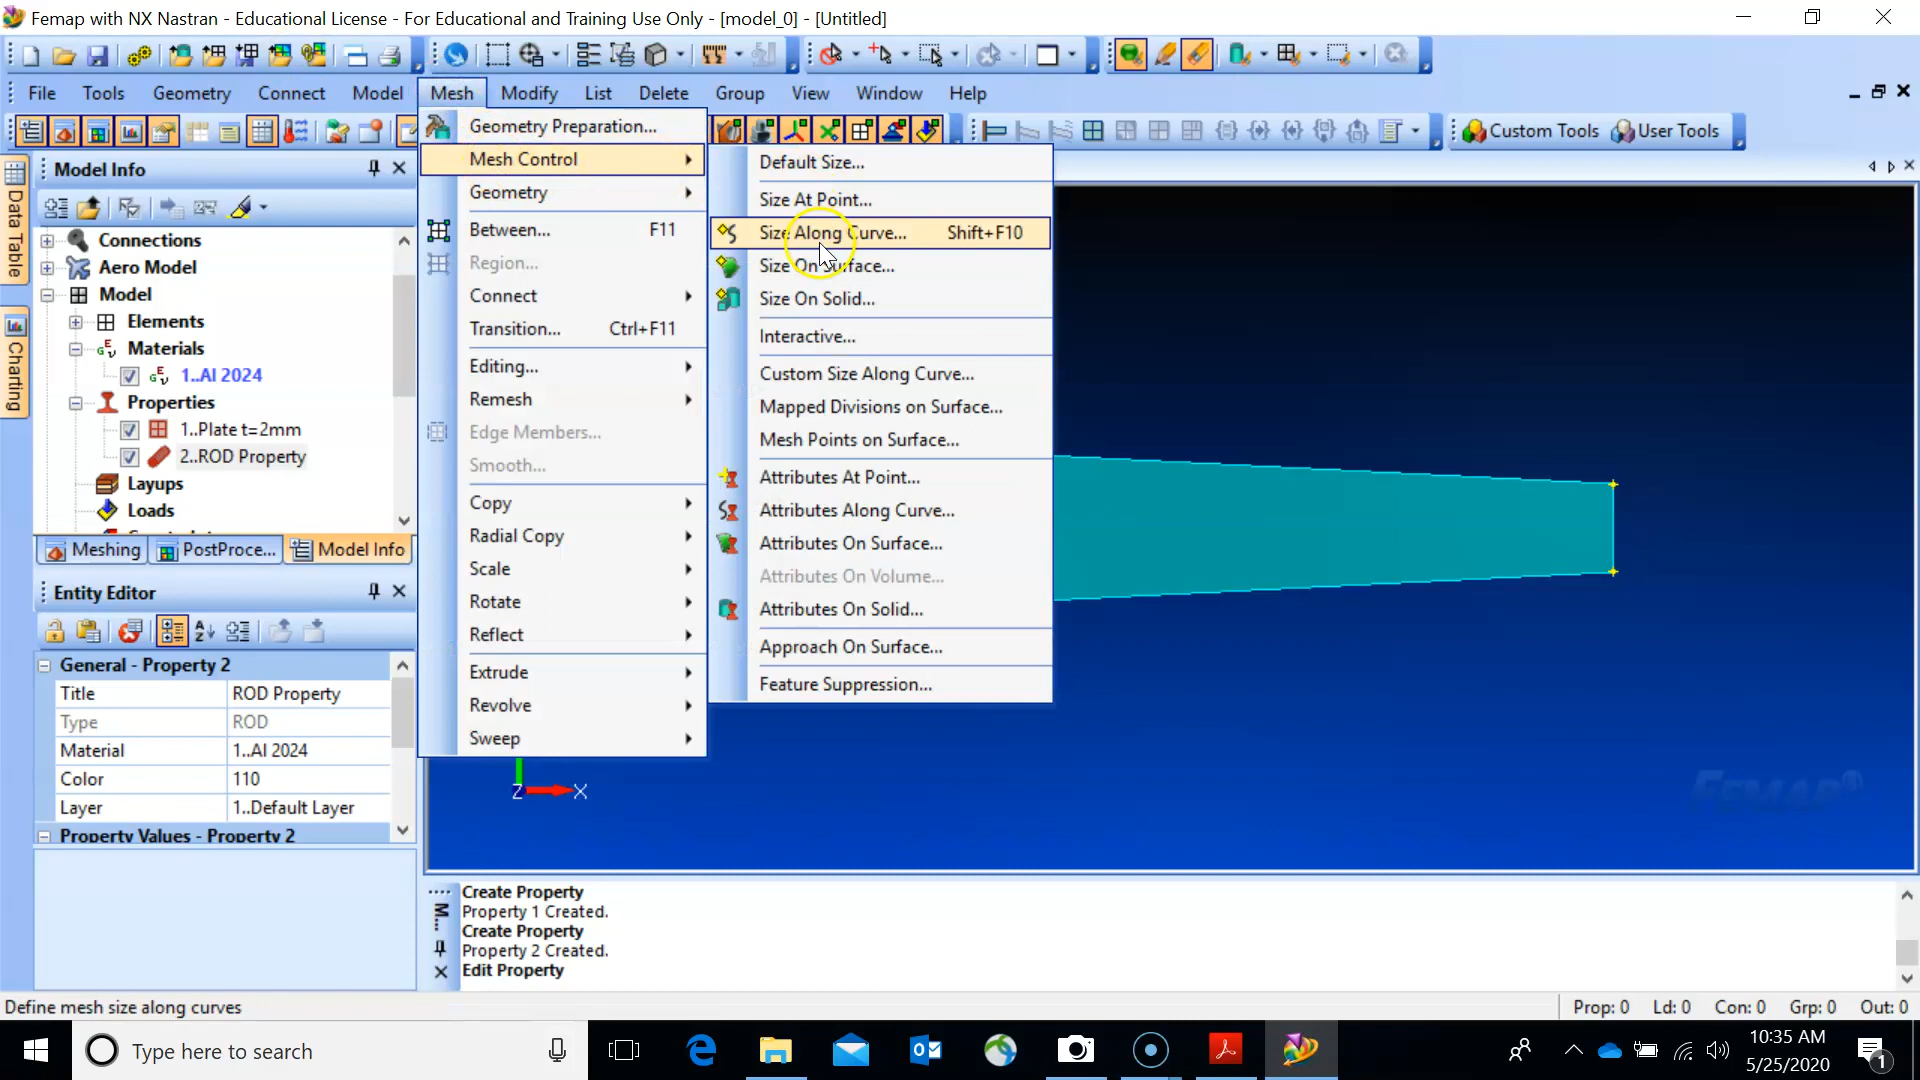 Femap with NX Nastran - Educational License - For Educational and Training Use Only - [model_0] - [Untitled]
File Tools Geometry Connect Model Mesh Modify List Delete Group View Window Help
Custom Tools User Tools
Data Table
Charting
Model Info
Connections
Aero Model
Model
Elements
Materials
1..Al 2024
Properties
1..Plate t=2mm
2..ROD Property
Layups
Loads
Meshing PostProce... Model Info
Entity Editor
General - Property 2
Title ROD Property
Type ROD
Material 1..Al 2024
Color 110
Layer 1..Default Layer
Property Values - Property 2
Geometry Preparation...
Mesh Control
Geometry
Between... F11
Region...
Connect
Transition... Ctrl+F11
Editing...
Remesh
Edge Members...
Smooth...
Copy
Radial Copy
Scale
Rotate
Reflect
Extrude
Revolve
Sweep
Default Size...
Size At Point...
Size Along Curve... Shift+F10
Size On Surface...
Size On Solid...
Interactive...
Custom Size Along Curve...
Mapped Divisions on Surface...
Mesh Points on Surface...
Attributes At Point...
Attributes Along Curve...
Attributes On Surface...
Attributes On Volume...
Attributes On Solid...
Approach On Surface...
Feature Suppression...
Z X
FEMAP
M...
Create Property
Property 1 Created.
Create Property
Property 2 Created.
Edit Property
Define mesh size along curves
Prop: 0 Ld: 0 Con: 0 Grp: 0 Out: 0
Type here to search
10:35 AM
5/25/2020
1